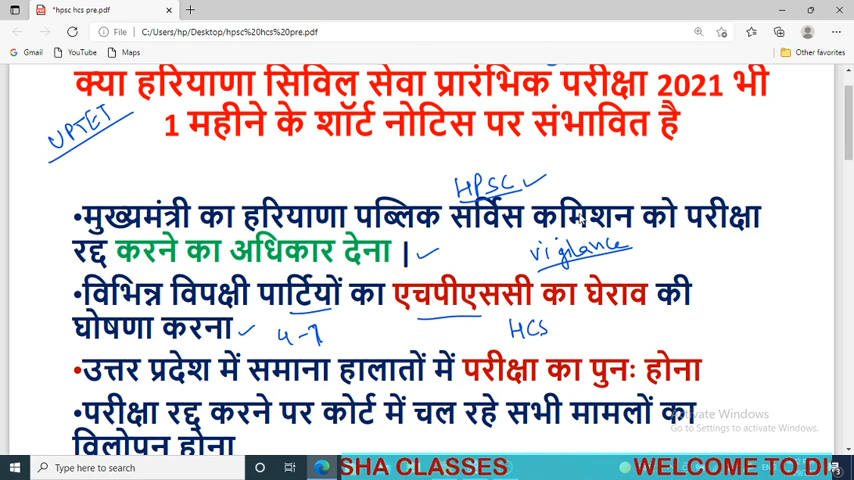 *hpsc hcs pre.pdf
File C:/Users/hp/Desktop/hpsc%20hcs%20pre.pdf
Gmail YouTube Maps Other favorites
क्या हरियाणा सिविल सेवा प्रारंभिक परीक्षा 2021 भी
1 महीने के शॉर्ट नोटिस पर संभावित है
UPTET
HPSC
•मुख्यमंत्री का हरियाणा पब्लिक सर्विस कमिशन को परीक्षा
रद्द करने का अधिकार देना |
vigilance
•विभिन्न विपक्षी पार्टियों का एचपीएससी का घेराव की
घोषणा करना
4-7
HCS
•उत्तर प्रदेश में समाना हालातों में परीक्षा का पुनः होना
•परीक्षा रद्द करने पर कोर्ट में चल रहे सभी मामलों का
विलोपन होना
Activate Windows
Go to Settings to activate Windows.
Type here to search
SHA CLASSES WELCOME TO DI